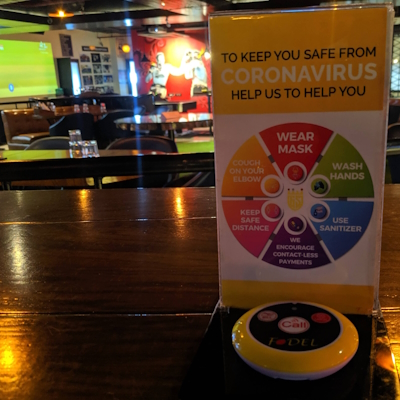 TO KEEP YOU SAFE FROM
CORONAVIRUS
HELP US TO HELP YOU
WEAR
MASK
WASH
HANDS
USE
SANITIZER
WE
ENCOURAGE
CONTACT-LESS
PAYMENTS
KEEP
SAFE
DISTANCE
COUGH
ON YOUR
ELBOW
Call